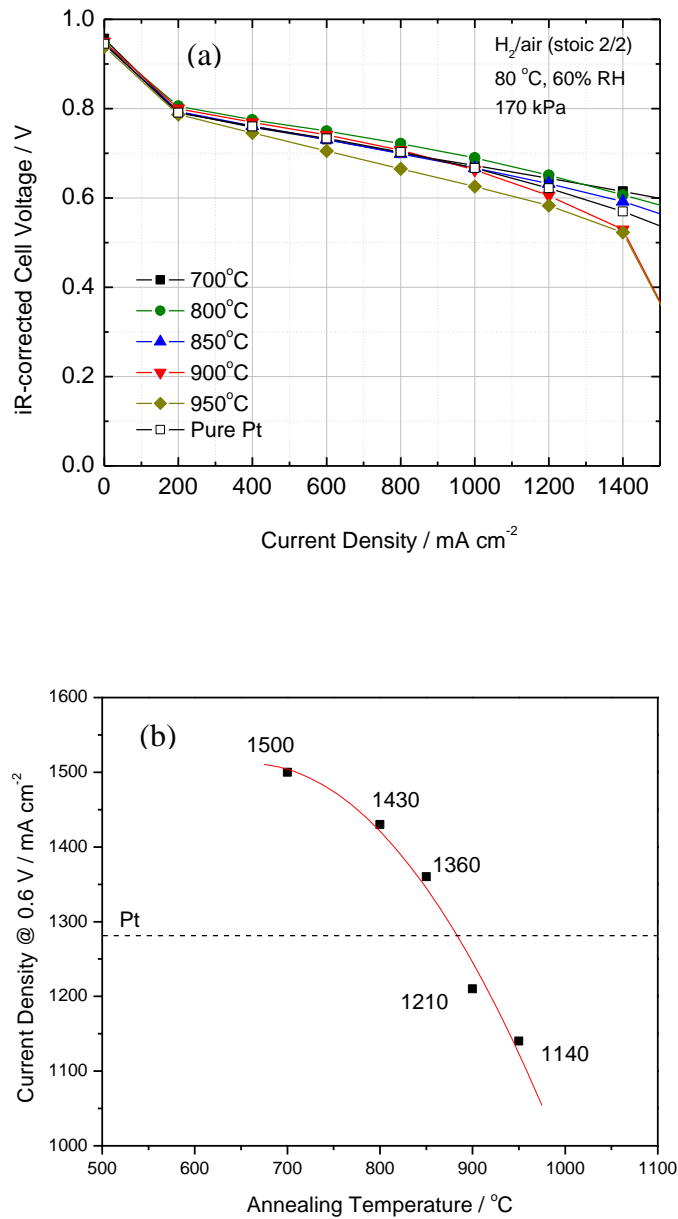 (a)
H2/air (stoic 2/2)
80 °C, 60% RH
170 kPa
1.0
0.8
0.6
0.4
0.2
0.0
iR-corrected Cell Voltage / V
700°C
800°C
850°C
900°C
950°C
Pure Pt
0 200 400 600 800 1000 1200 1400
Current Density / mA cm-2
(b)
1600
1500
1400
1300
1200
1100
1000
Current Density @ 0.6 V / mA cm-2
1500
1430
1360
Pt
1210
1140
500 600 700 800 900 1000 1100
Annealing Temperature / °C